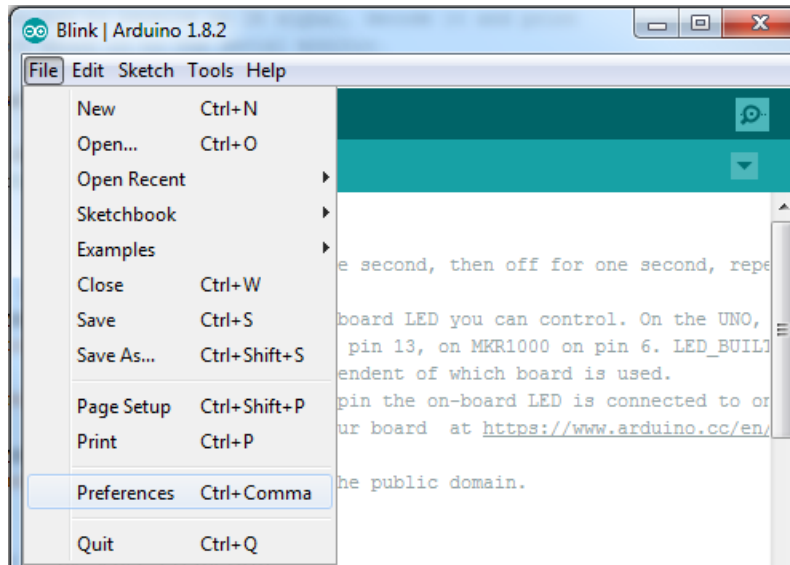 Blink | Arduino 1.8.2
File Edit Sketch Tools Help
New Ctrl+N
Open... Ctrl+O
Open Recent
Sketchbook
Examples
e second, then off for one second, repe
Close Ctrl+W
Save Ctrl+S
board LED you can control. On the UNO,
Save As... Ctrl+Shift+S
pin 13, on MKR1000 on pin 6. LED_BUIL
endent of which board is used.
Page Setup Ctrl+Shift+P
pin the on-board LED is connected to or
Print Ctrl+P
ur board at https://www.arduino.cc/en/
Preferences Ctrl+Comma
he public domain.
Quit Ctrl+Q